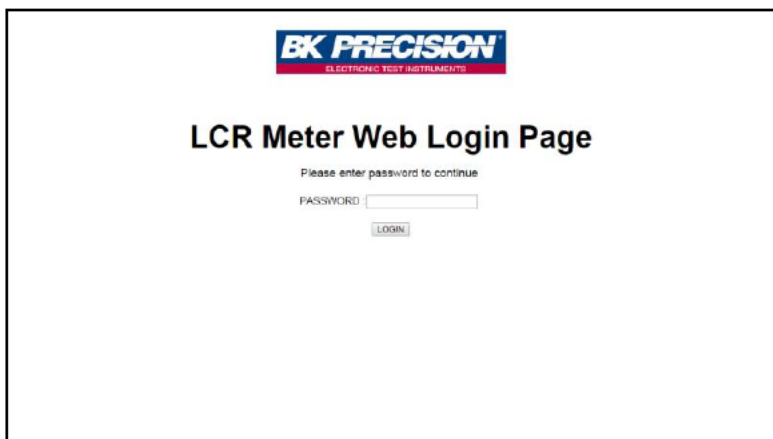 BK PRECISION®
ELECTRONIC TEST INSTRUMENTS
LCR Meter Web Login Page
Please enter password to continue
PASSWORD :
LOGIN